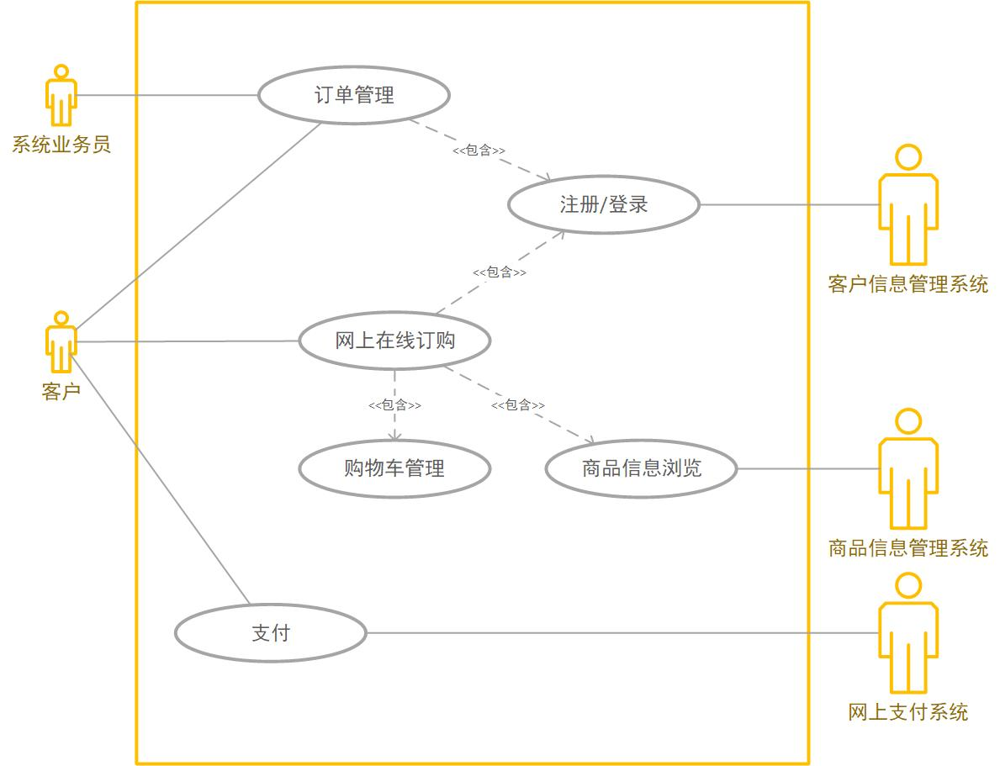 订单管理
系统业务员
<<包含>>
注册/登录
客户信息管理系统
<<包含>>
网上在线订购
客户
<<包含>>
<<包含>>
购物车管理
商品信息浏览
商品信息管理系统
支付
网上支付系统